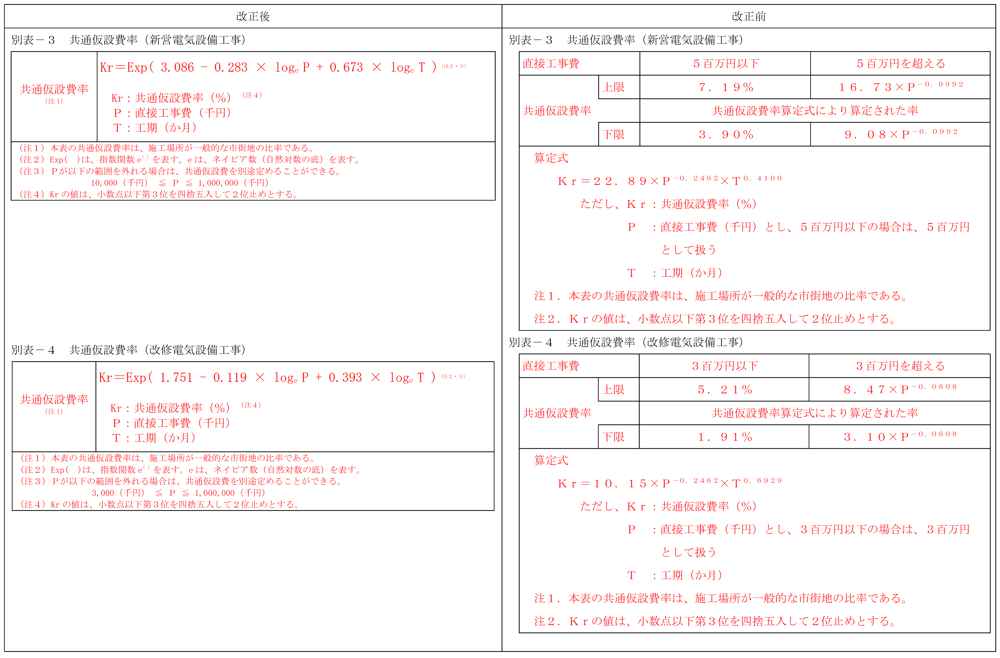 改正後
別表－３　共通仮設費率（新営電気設備工事）
共通仮設費率
（注1）
Kr＝Exp( 3.086 - 0.283 × logₑ P + 0.673 × logₑ T )（注２・３）
Kr：共通仮設費率（％）（注４）
Ｐ：直接工事費（千円）
Ｔ：工期（か月）
（注１）本表の共通仮設費率は、施工場所が一般的な市街地の比率である。
（注２）Exp(　)は、指数関数 e⁽ ⁾ を表す。e は、ネイピア数（自然対数の底）を表す。
（注３）Ｐが以下の範囲を外れる場合は、共通仮設費を別途定めることができる。
10,000（千円） ≦ Ｐ ≦ 1,000,000（千円）
（注４）Kr の値は、小数点以下第３位を四捨五入して２位止めとする。
別表－４　共通仮設費率（改修電気設備工事）
共通仮設費率
（注1）
Kr＝Exp( 1.751 - 0.119 × logₑ P + 0.393 × logₑ T )（注２・３）
Kr：共通仮設費率（％）（注４）
Ｐ：直接工事費（千円）
Ｔ：工期（か月）
（注１）本表の共通仮設費率は、施工場所が一般的な市街地の比率である。
（注２）Exp(　)は、指数関数 e⁽ ⁾ を表す。e は、ネイピア数（自然対数の底）を表す。
（注３）Ｐが以下の範囲を外れる場合は、共通仮設費を別途定めることができる。
3,000（千円） ≦ Ｐ ≦ 1,000,000（千円）
（注４）Kr の値は、小数点以下第３位を四捨五入して２位止めとする。
改正前
別表－３　共通仮設費率（新営電気設備工事）
直接工事費　５百万円以下　５百万円を超える
上限　７．１９％　１６．７３×Ｐ⁻⁰·⁰⁹⁹²
共通仮設費率　共通仮設費率算定式により算定された率
下限　３．９０％　９．０８×Ｐ⁻⁰·⁰⁹⁹²
算定式
Ｋｒ＝２２．８９×Ｐ⁻⁰·²⁴⁶²×Ｔ⁰·⁴¹⁰⁰
ただし、Ｋｒ：共通仮設費率（％）
Ｐ　：直接工事費（千円）とし、５百万円以下の場合は、５百万円
として扱う
Ｔ　：工期（か月）
注１．本表の共通仮設費率は、施工場所が一般的な市街地の比率である。
注２．Ｋｒの値は、小数点以下第３位を四捨五入して２位止めとする。
別表－４　共通仮設費率（改修電気設備工事）
直接工事費　３百万円以下　３百万円を超える
上限　５．２１％　８．４７×Ｐ⁻⁰·⁰⁶⁰⁸
共通仮設費率　共通仮設費率算定式により算定された率
下限　１．９１％　３．１０×Ｐ⁻⁰·⁰⁶⁰⁸
算定式
Ｋｒ＝１０．１５×Ｐ⁻⁰·²⁴⁶²×Ｔ⁰·⁶⁹²⁹
ただし、Ｋｒ：共通仮設費率（％）
Ｐ　：直接工事費（千円）とし、３百万円以下の場合は、３百万円
として扱う
Ｔ　：工期（か月）
注１．本表の共通仮設費率は、施工場所が一般的な市街地の比率である。
注２．Ｋｒの値は、小数点以下第３位を四捨五入して２位止めとする。